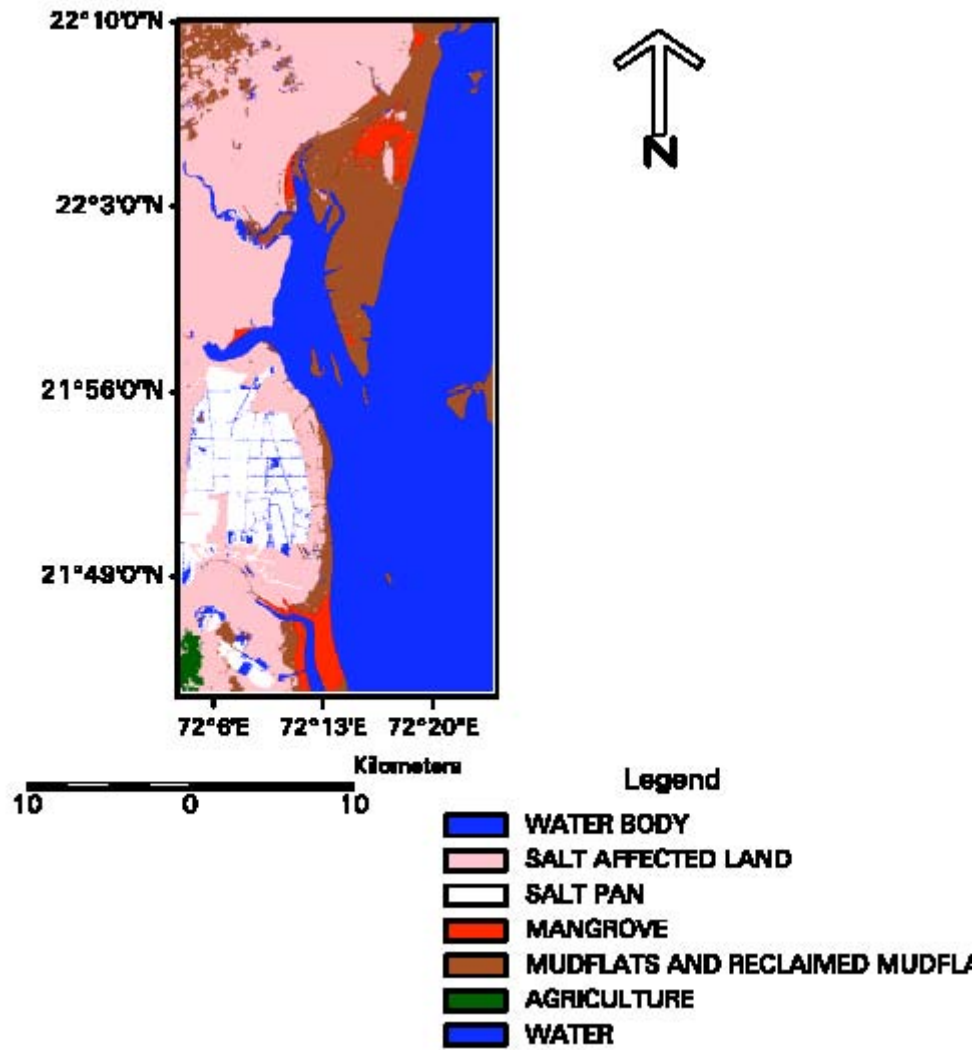 22°10'0"N
N
22°3'0"N
21°56'0"N
21°49'0"N
72°6'E 72°13'E 72°20"E
Kilometers
10 0 10
Legend
WATER BODY
SALT AFFECTED LAND
SALT PAN
MANGROVE
MUDFLATS AND RECLAIMED MUDFLA
AGRICULTURE
WATER